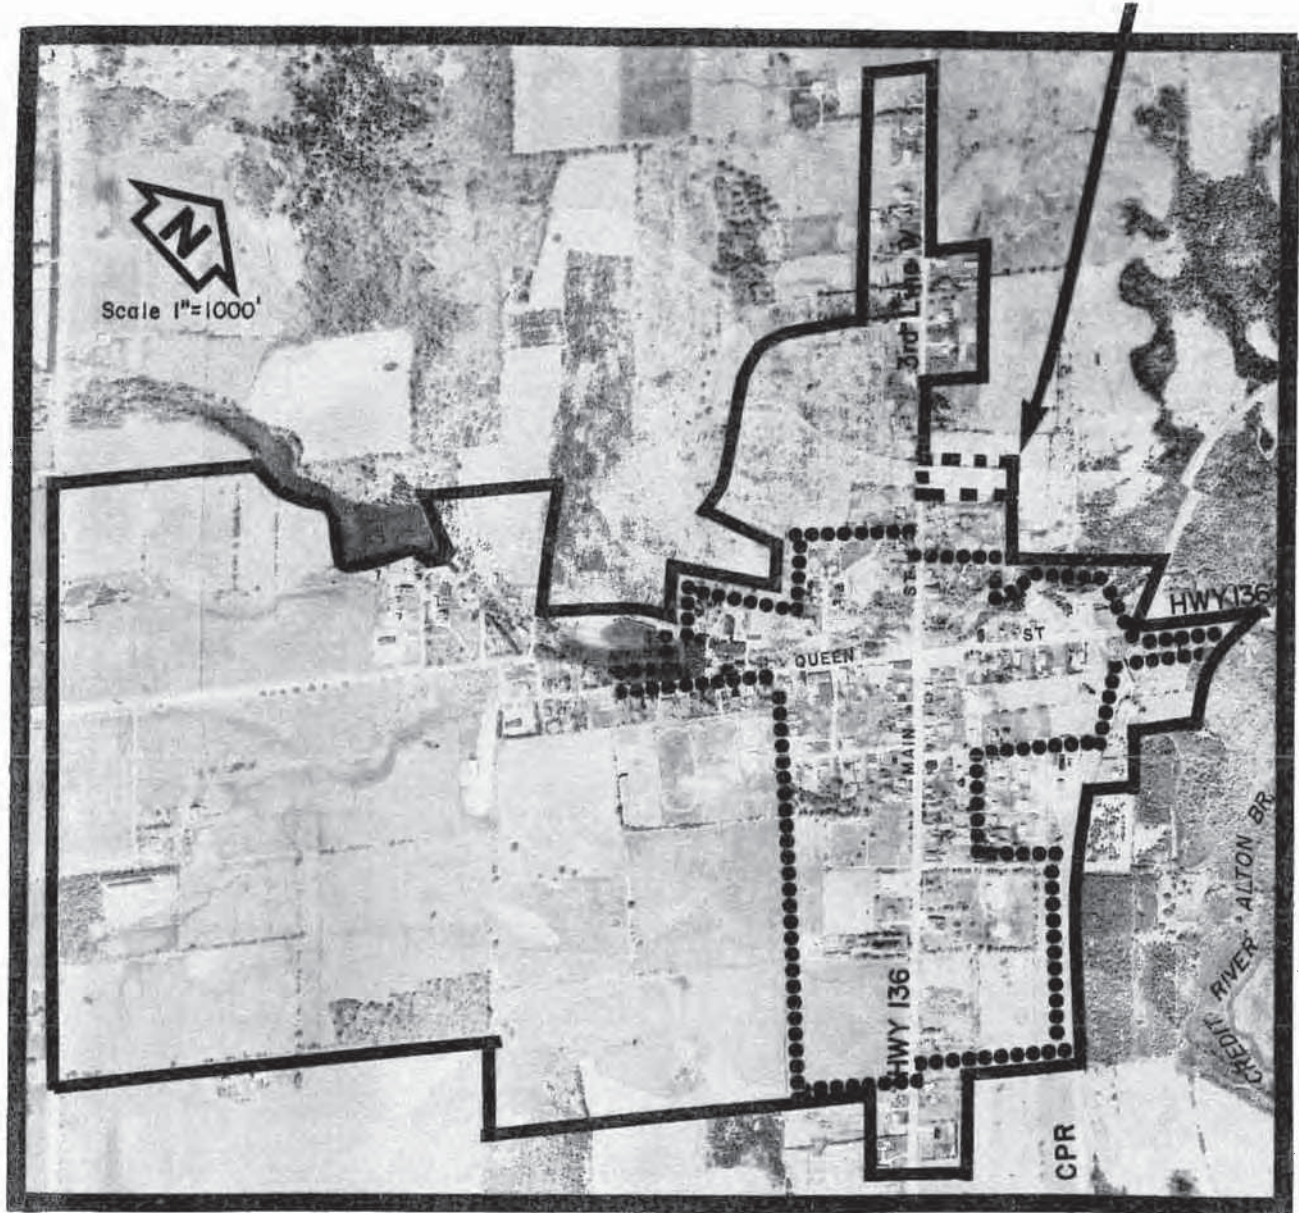 N
Scale 1"=1000'
3rd Line W
HWY 136
QUEEN
ST
ST
MAIN
HWY 136
CREDIT RIVER ALTON BR.
CPR